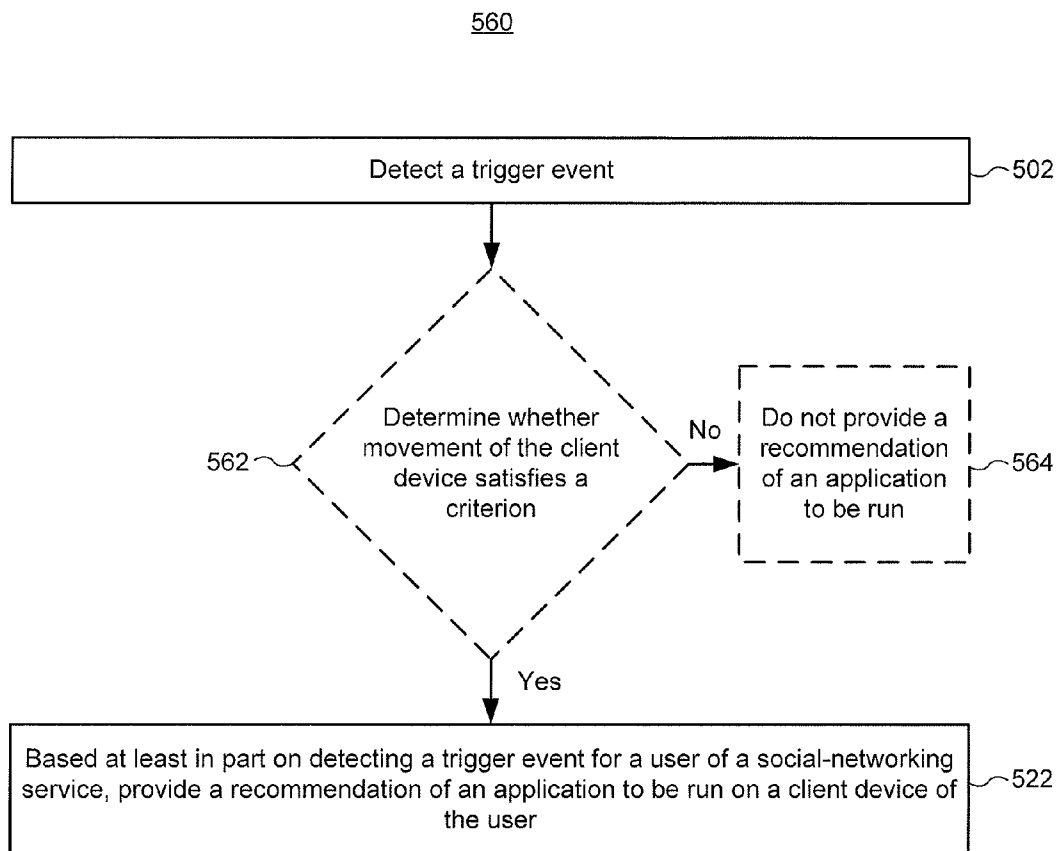 560
Detect a trigger event
502
Determine whether
movement of the client
device satisfies a
criterion
562
No
Do not provide a
recommendation
of an application
to be run
564
Yes
Based at least in part on detecting a trigger event for a user of a social-networking
service, provide a recommendation of an application to be run on a client device of
the user
522